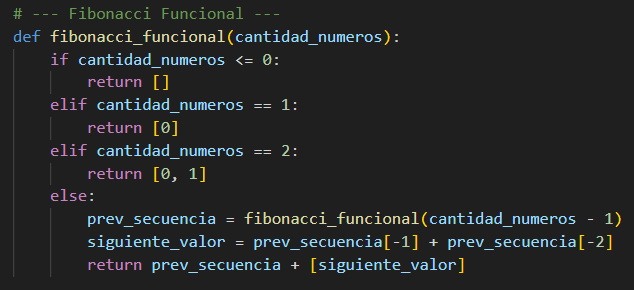 # --- Fibonacci Funcional ---
def fibonacci_funcional(cantidad_numeros):
    if cantidad_numeros <= 0:
        return []
    elif cantidad_numeros == 1:
        return [0]
    elif cantidad_numeros == 2:
        return [0, 1]
    else:
        prev_secuencia = fibonacci_funcional(cantidad_numeros - 1)
        siguiente_valor = prev_secuencia[-1] + prev_secuencia[-2]
        return prev_secuencia + [siguiente_valor]